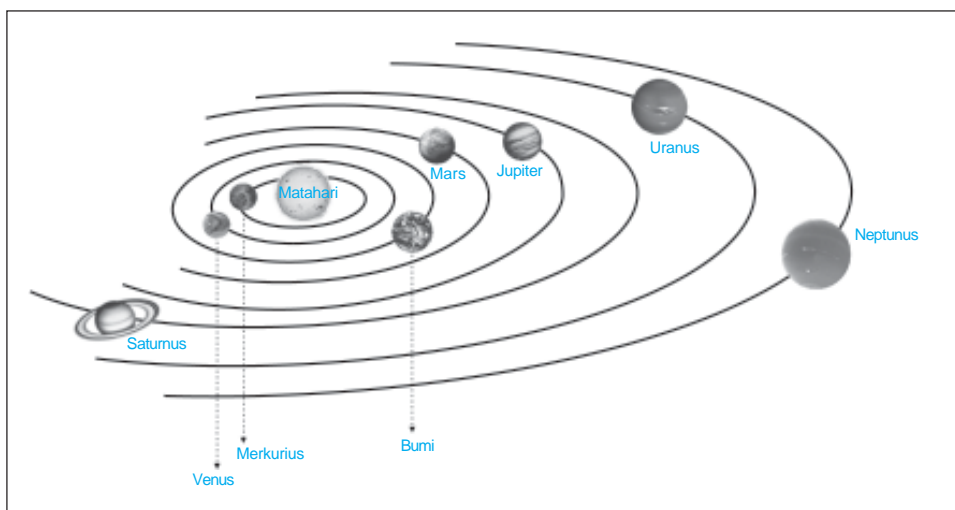 Uranus
Mars
Jupiter
Matahari
Neptunus
Saturnus
Bumi
Merkurius
Venus